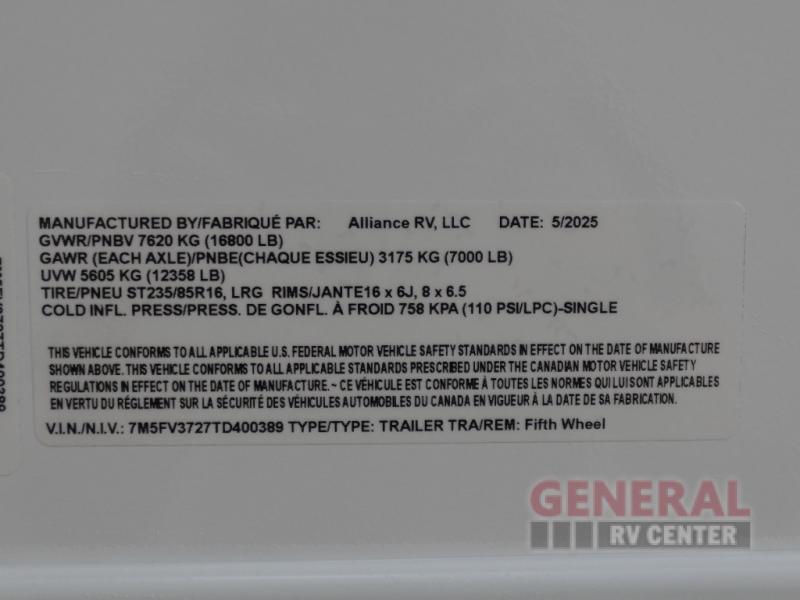 MANUFACTURED BY/FABRIQUÉ PAR: Alliance RV, LLC DATE: 5/2025
GVWR/PNBV 7620 KG (16800 LB)
GAWR (EACH AXLE)/PNBE(CHAQUE ESSIEU) 3175 KG (7000 LB)
UVW 5605 KG (12358 LB)
TIRE/PNEU ST235/85R16, LRG RIMS/JANTE16 x 6J, 8 x 6.5
COLD INFL. PRESS/PRESS. DE GONFL. À FROID 758 KPA (110 PSI/LPC)-SINGLE
THIS VEHICLE CONFORMS TO ALL APPLICABLE U.S. FEDERAL MOTOR VEHICLE SAFETY STANDARDS IN EFFECT ON THE DATE OF MANUFACTURE
SHOWN ABOVE. THIS VEHICLE CONFORMS TO ALL APPLICABLE STANDARDS PRESCRIBED UNDER THE CANADIAN MOTOR VEHICLE SAFETY
REGULATIONS IN EFFECT ON THE DATE OF MANUFACTURE.~ CE VÉHICULE EST CONFORME À TOUTES LES NORMES QUI LUI SONT APPLICABLES
EN VERTU DU RÉGLEMENT SUR LA SÉCURITÉ DES VÉHICULES AUTOMOBILES DU CANADA EN VIGUEUR À LA DATE DE SA FABRICATION.
V.I.N./N.I.V.: 7M5FV3727TD400389 TYPE/TYPE: TRAILER TRA/REM: Fifth Wheel
GENERAL
RV CENTER